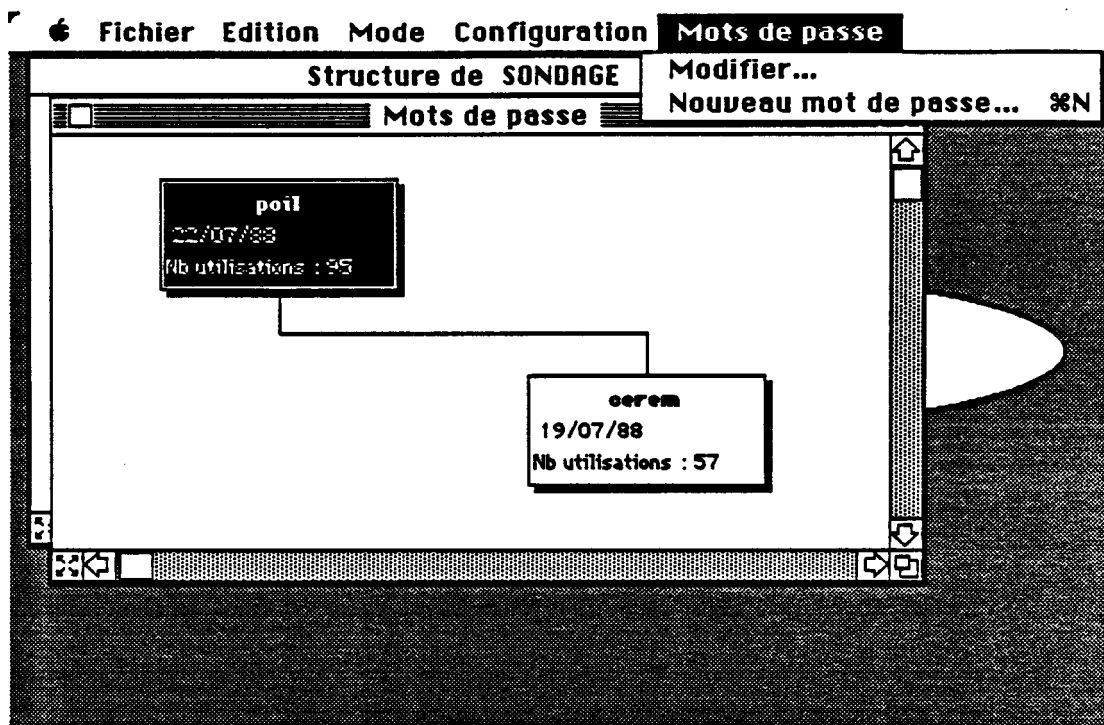 Fichier Edition Mode Configuration Mots de passe
Modifier...
Nouveau mot de passe... ⌘N
Structure de SONDAGE
Mots de passe
poil
22/07/88
Nb utilisations : 95
cerem
19/07/88
Nb utilisations : 57